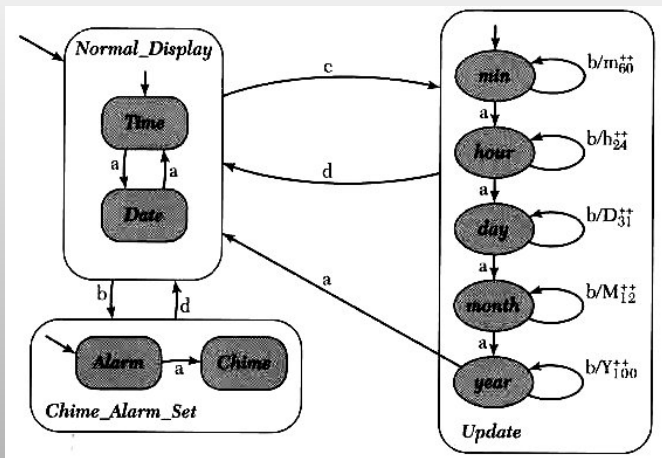 Normal_Display
Time
a
a
Date
b
d
Alarm
a
Chime
Chime_Alarm_Set
c
d
a
min
b/m₆₀⁺⁺
a
hour
b/h₂₄⁺⁺
a
day
b/D₃₁⁺⁺
a
month
b/M₁₂⁺⁺
a
year
b/Y₁₀₀⁺⁺
Update